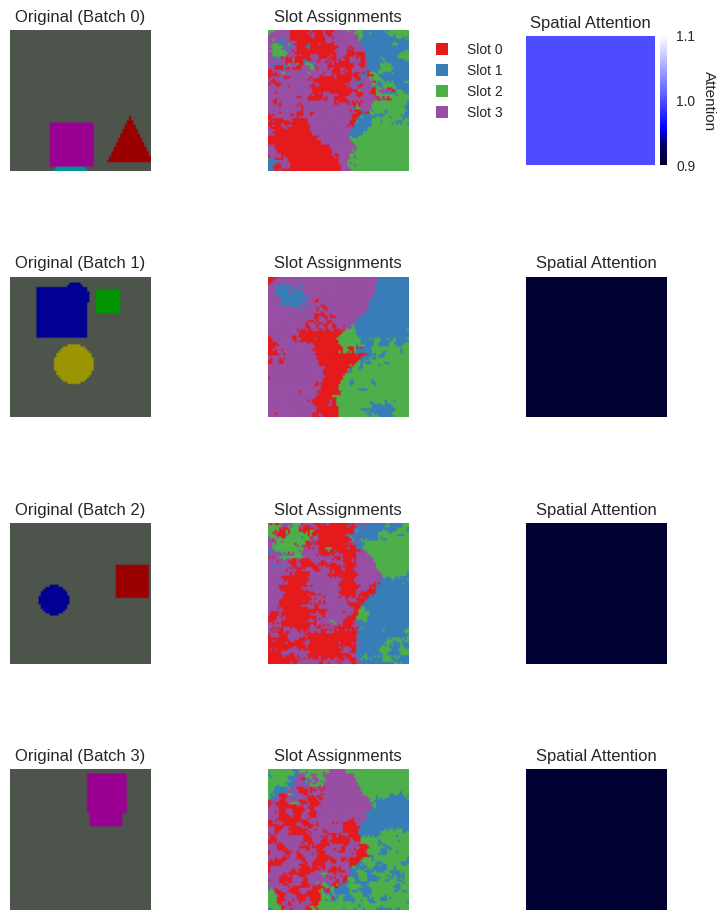 Original (Batch 0)
Slot Assignments
Spatial Attention
Slot 0
Slot 1
Slot 2
Slot 3
1.1
1.0
0.9
Attention
Original (Batch 1)
Slot Assignments
Spatial Attention
Original (Batch 2)
Slot Assignments
Spatial Attention
Original (Batch 3)
Slot Assignments
Spatial Attention